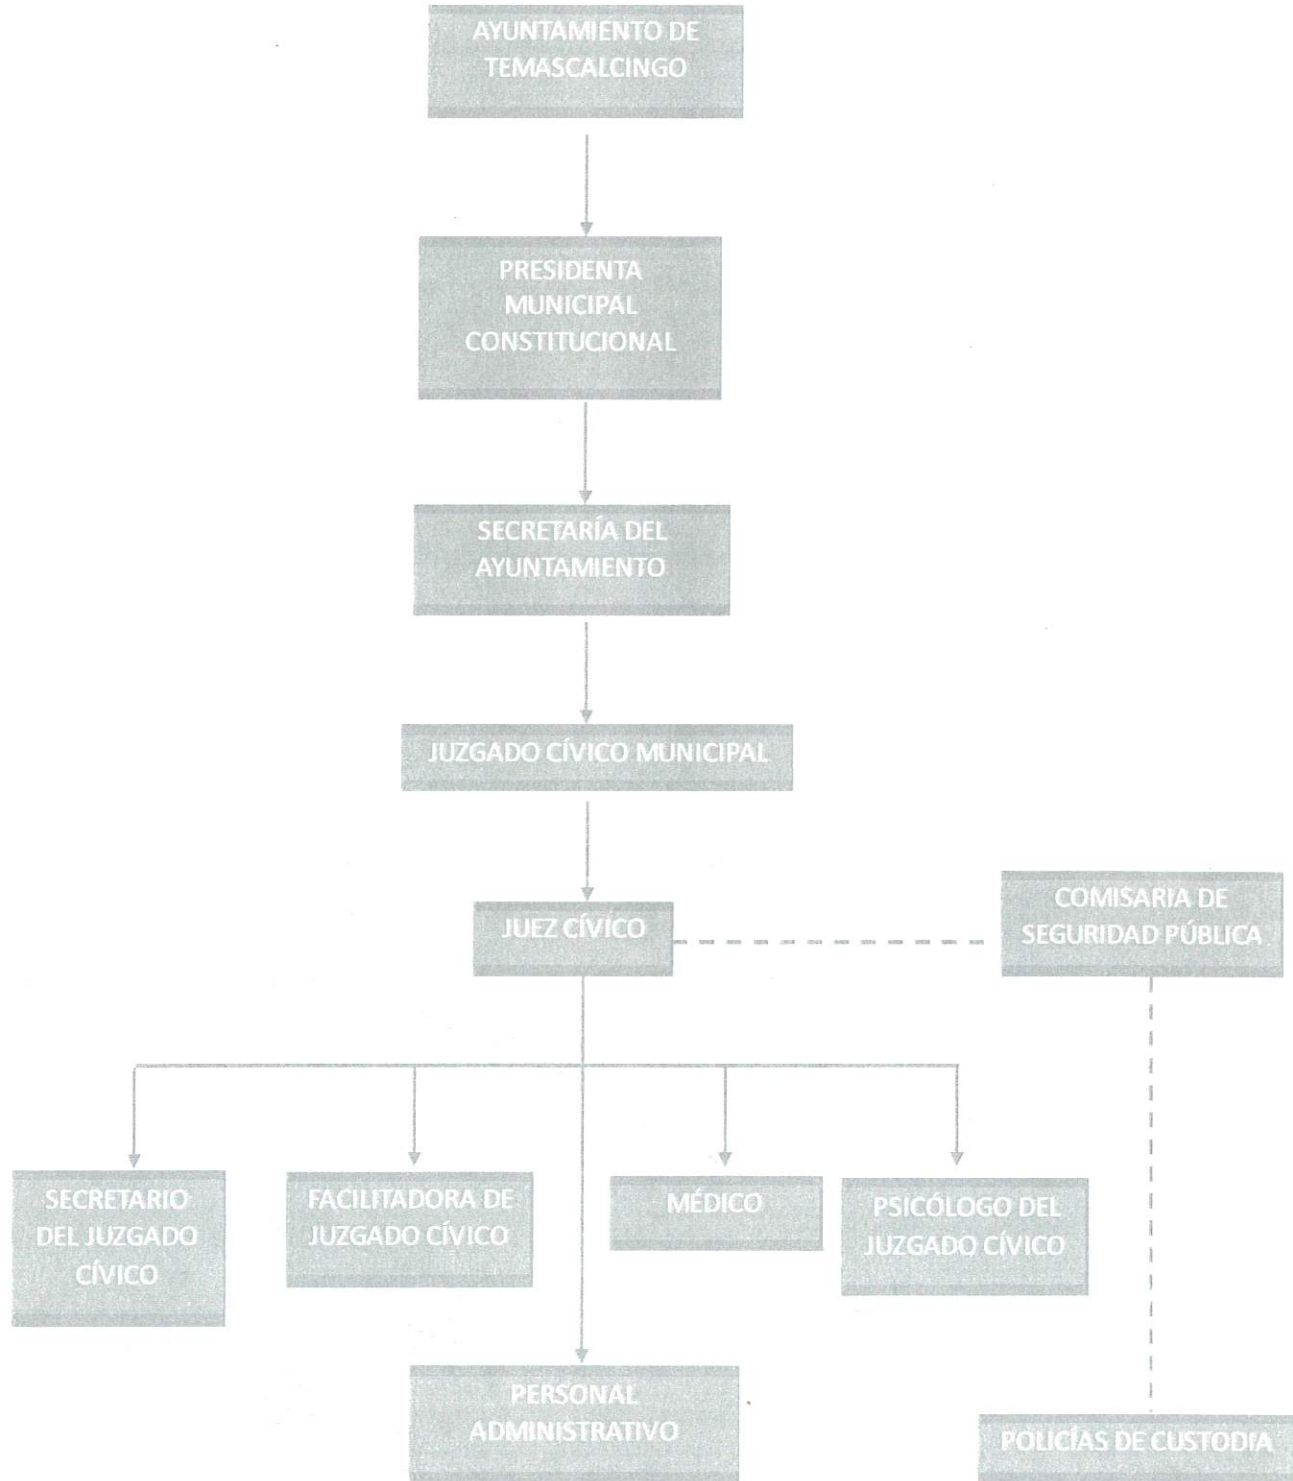 AYUNTAMIENTO DE
TEMASCALCINGO
PRESIDENTA
MUNICIPAL
CONSTITUCIONAL
SECRETARÍA DEL
AYUNTAMIENTO
JUZGADO CÍVICO MUNICIPAL
JUEZ CÍVICO
COMISARIA DE
SEGURIDAD PÚBLICA
SECRETARIO
DEL JUZGADO
CÍVICO
FACILITADORA DE
JUZGADO CÍVICO
MÉDICO
PSICÓLOGO DEL
JUZGADO CÍVICO
PERSONAL
ADMINISTRATIVO
POLICÍAS DE CUSTODIA